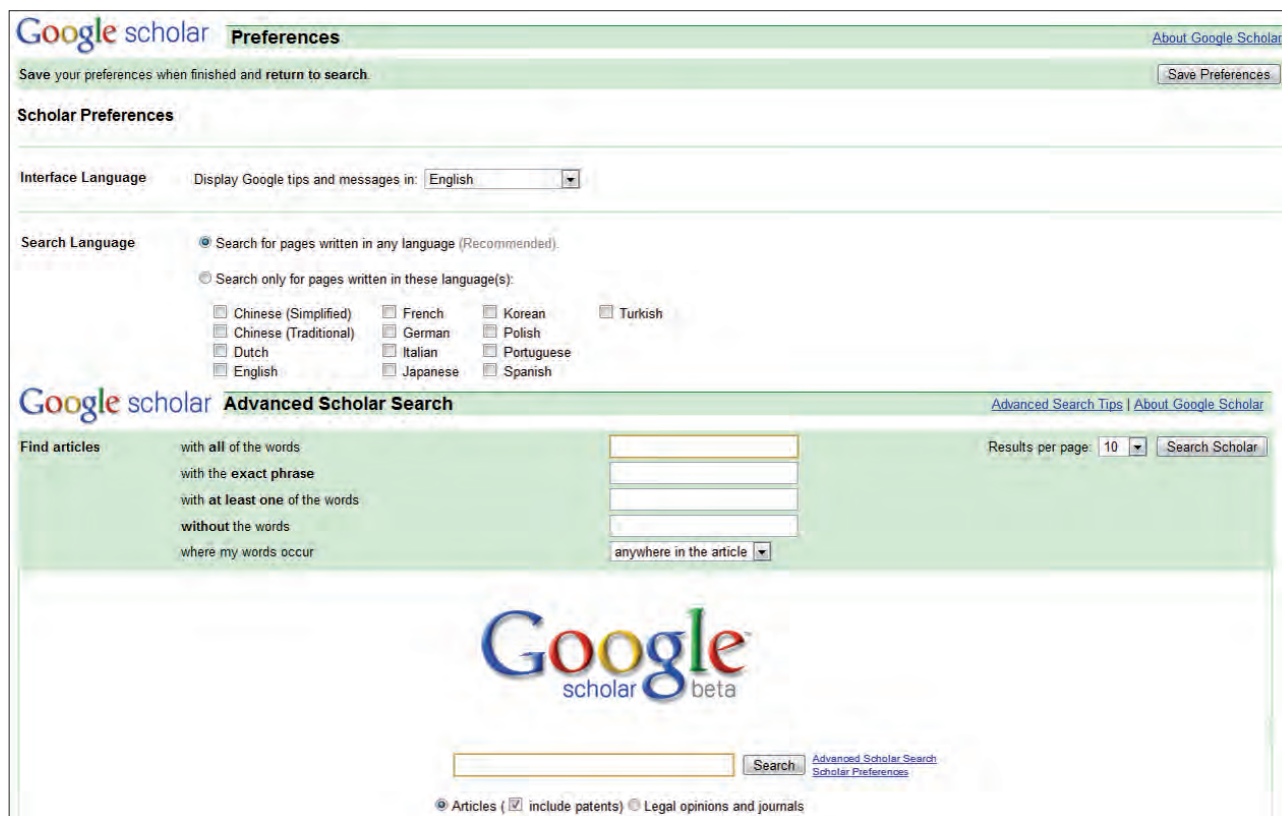 Google scholar Preferences About Google Scholar
Save your preferences when finished and return to search. Save Preferences
Scholar Preferences
Interface Language Display Google tips and messages in: English
Search Language Search for pages written in any language (Recommended).
Search only for pages written in these language(s):
Chinese (Simplified) French Korean Turkish
Chinese (Traditional) German Polish
Dutch Italian Portuguese
English Japanese Spanish
Google scholar Advanced Scholar Search Advanced Search Tips | About Google Scholar
Find articles with all of the words Results per page: 10 Search Scholar
with the exact phrase
with at least one of the words
without the words
where my words occur anywhere in the article
Google™
scholar beta
Search Advanced Scholar Search
Scholar Preferences
Articles ( include patents) Legal opinions and journals